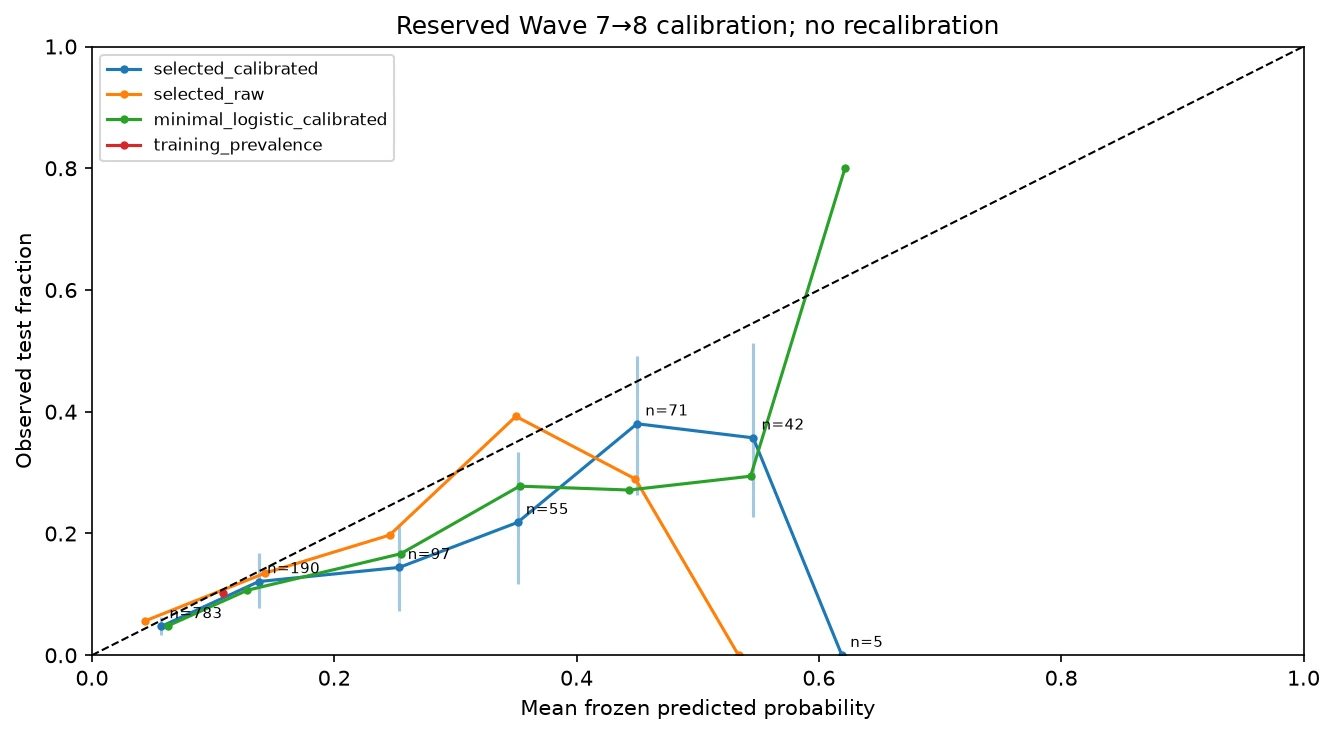 Reserved Wave 7→8 calibration; no recalibration
selected_calibrated
selected_raw
minimal_logistic_calibrated
training_prevalence
Observed test fraction
1.0
0.8
0.6
0.4
0.2
0.0
n=783
n=190
n=97
n=55
n=71
n=42
n=5
0.0
0.2
0.4
0.6
0.8
1.0
Mean frozen predicted probability